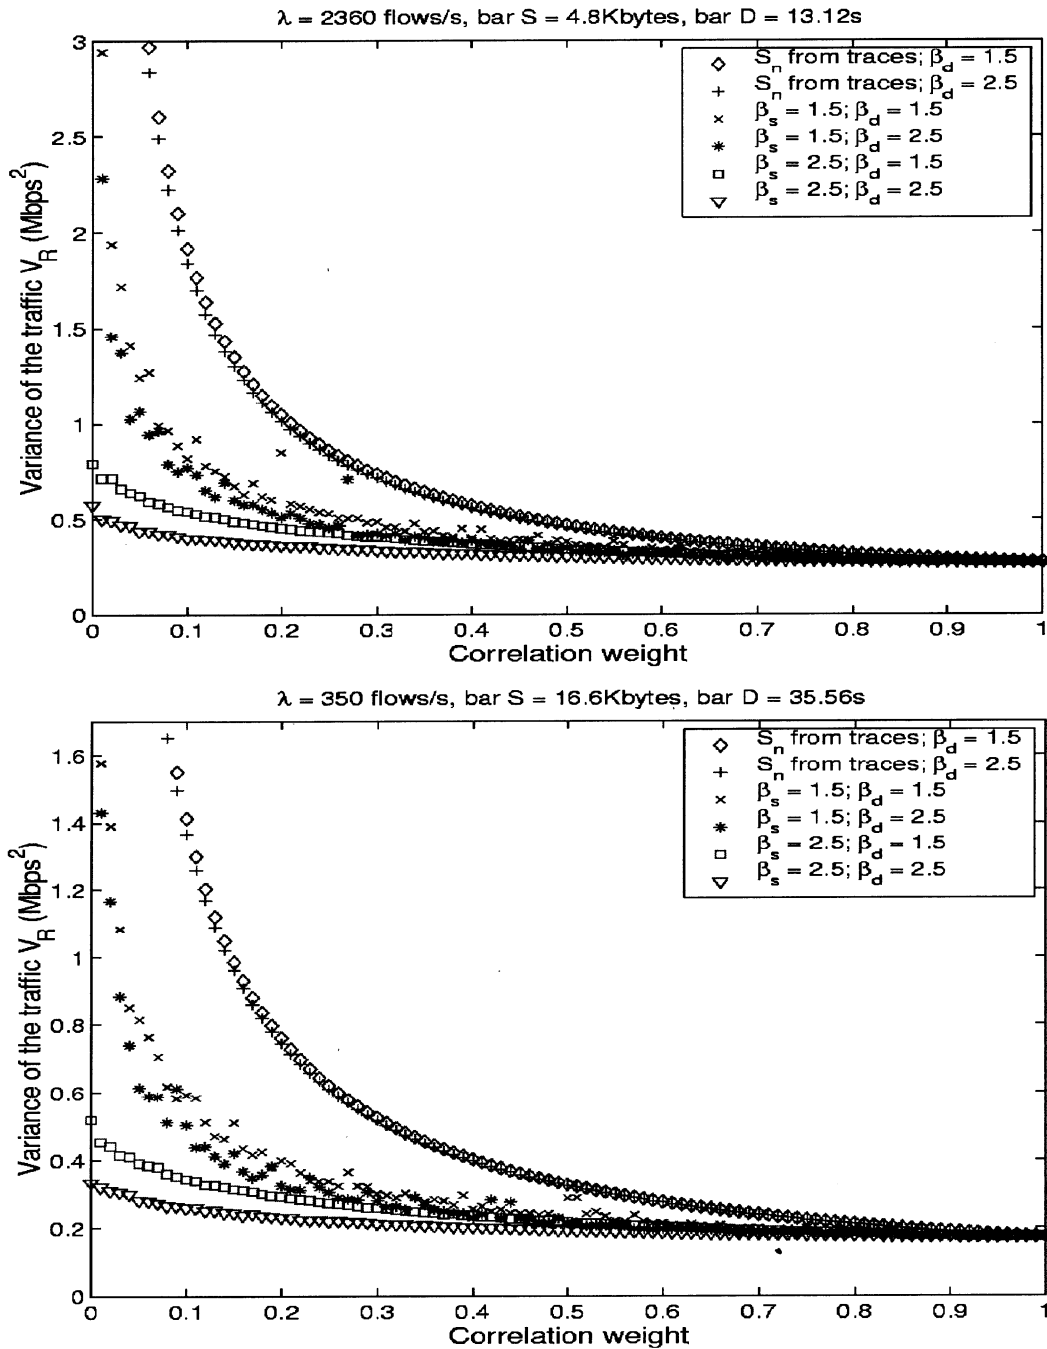 λ = 2360 flows/s, bar S = 4.8Kbytes, bar D = 13.12s
3
2.5
2
1.5
1
0.5
0
Variance of the traffic V_R (Mbps^2)
S_n from traces; β_d = 1.5
S_n from traces; β_d = 2.5
β_s = 1.5; β_d = 1.5
β_s = 1.5; β_d = 2.5
β_s = 2.5; β_d = 1.5
β_s = 2.5; β_d = 2.5
0 0.1 0.2 0.3 0.4 0.5 0.6 0.7 0.8 0.9 1
Correlation weight
λ = 350 flows/s, bar S = 16.6Kbytes, bar D = 35.56s
1.6
1.4
1.2
1
0.8
0.6
0.4
0.2
0
Variance of the traffic V_R (Mbps^2)
S_n from traces; β_d = 1.5
S_n from traces; β_d = 2.5
β_s = 1.5; β_d = 1.5
β_s = 1.5; β_d = 2.5
β_s = 2.5; β_d = 1.5
β_s = 2.5; β_d = 2.5
0 0.1 0.2 0.3 0.4 0.5 0.6 0.7 0.8 0.9 1
Correlation weight